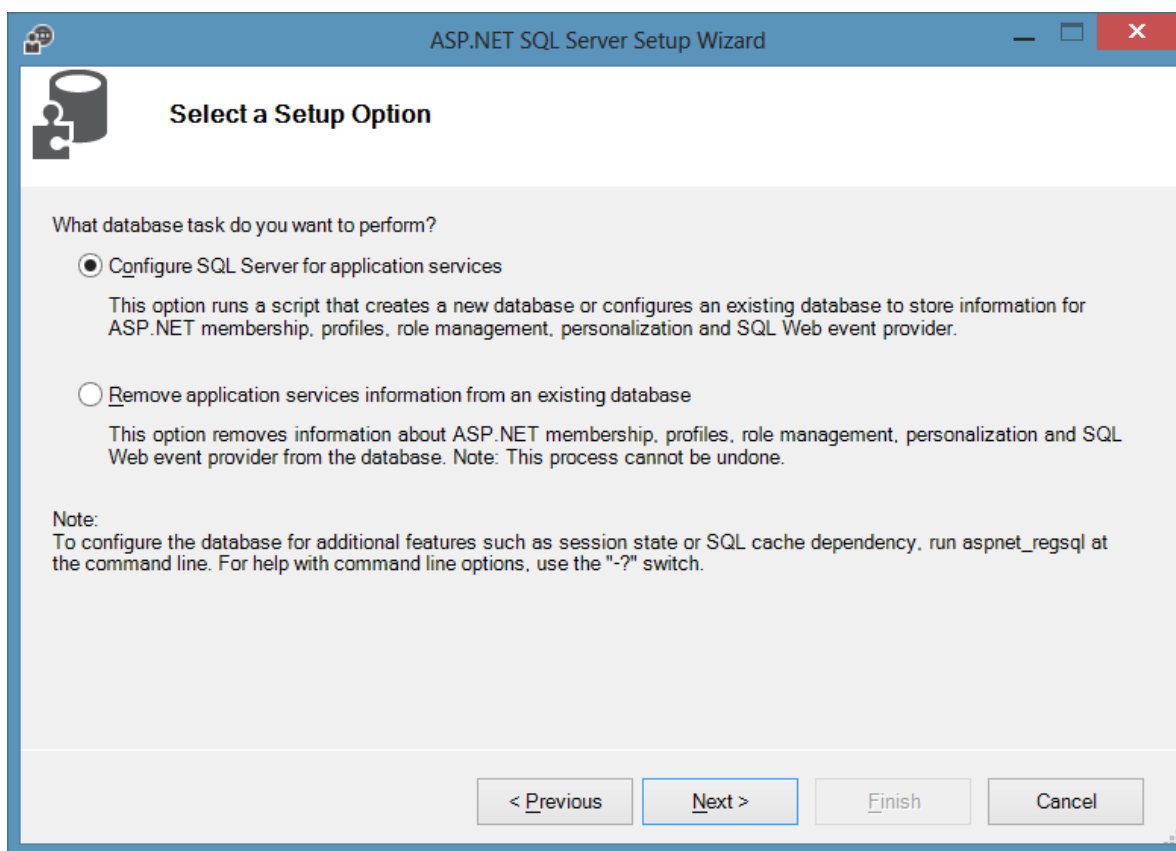 ASP.NET SQL Server Setup Wizard
Select a Setup Option
What database task do you want to perform?
Configure SQL Server for application services
This option runs a script that creates a new database or configures an existing database to store information for
ASP.NET membership, profiles, role management, personalization and SQL Web event provider.
Remove application services information from an existing database
This option removes information about ASP.NET membership, profiles, role management, personalization and SQL
Web event provider from the database. Note: This process cannot be undone.
Note:
To configure the database for additional features such as session state or SQL cache dependency, run aspnet_regsql at
the command line. For help with command line options, use the "-?" switch.
< Previous Next > Finish Cancel